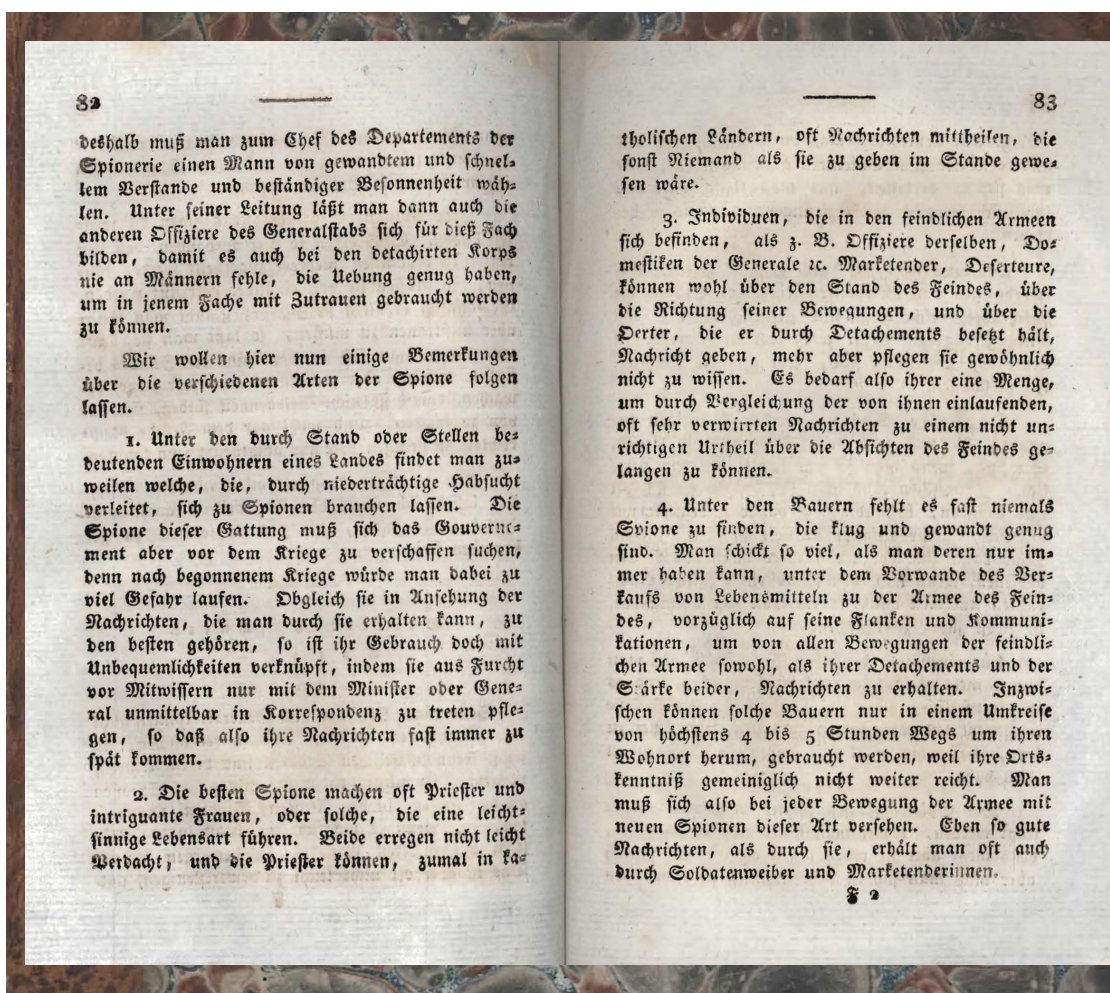 82
deshalb muß man zum Chef des Departements der
Spionerie einen Mann von gewandtem und schnel-
lem Verstande und beständiger Besonnenheit wäh-
len. Unter seiner Leitung läßt man dann auch die
anderen Offiziere des Generalstabs sich für dieß Fach
bilden, damit es auch bei den detachirten Korps
nie an Männern fehle, die Uebung genug haben,
um in jenem Fache mit Zutrauen gebraucht werden
zu können.
Wir wollen hier nun einige Bemerkungen
über die verschiedenen Arten der Spione folgen
lassen.
1. Unter den durch Stand oder Stellen be-
deutenden Einwohnern eines Landes findet man zu-
weilen welche, die, durch niederträchtige Habsucht
verleitet, sich zu Spionen brauchen lassen. Die
Spione dieser Gattung muß sich das Gouverne-
ment aber vor dem Kriege zu verschaffen suchen,
denn nach begonnenem Kriege würde man dabei zu
viel Gefahr laufen. Obgleich sie in Ansehung der
Nachrichten, die man durch sie erhalten kann, zu
den besten gehören, so ist ihr Gebrauch doch mit
Unbequemlichkeiten verknüpft, indem sie aus Furcht
vor Mitwissern nur mit dem Minister oder Gene-
ral unmittelbar in Korrespondenz zu treten pfle-
gen, so daß also ihre Nachrichten fast immer zu
spät kommen.
2. Die besten Spione machen oft Priester und
intriguante Frauen, oder solche, die eine leicht-
sinnige Lebensart führen. Beide erregen nicht leicht
Verdacht, und die Priester können, zumal in ka-
83
tholischen Ländern, oft Nachrichten mittheilen, die
sonst Niemand als sie zu geben im Stande gewe-
sen wäre.
3. Individuen, die in den feindlichen Armeen
sich befinden, als z. B. Offiziere derselben, Do-
mestiken der Generale ꝛc. Marketender, Deserteure,
können wohl über den Stand des Feindes, über
die Richtung seiner Bewegungen, und über die
Oerter, die er durch Detachements besetzt hält,
Nachricht geben, mehr aber pflegen sie gewöhnlich
nicht zu wissen. Es bedarf also ihrer eine Menge,
um durch Vergleichung der von ihnen einlaufenden,
oft sehr verwirrten Nachrichten zu einem nicht un-
richtigen Urtheil über die Absichten des Feindes ge-
langen zu können.
4. Unter den Bauern fehlt es fast niemals
Spione zu finden, die klug und gewandt genug
sind. Man schickt so viel, als man deren nur im-
mer haben kann, unter dem Vorwande des Ver-
kaufs von Lebensmitteln zu der Armee des Fein-
des, vorzüglich auf seine Flanken und Kommuni-
kationen, um von allen Bewegungen der feindli-
chen Armee sowohl, als ihrer Detachements und der
Stärke beider, Nachrichten zu erhalten. Inzwi-
schen können solche Bauern nur in einem Umkreise
von höchstens 4 bis 5 Stunden Wegs um ihren
Wohnort herum, gebraucht werden, weil ihre Orts-
kenntniß gemeiniglich nicht weiter reicht. Man
muß sich also bei jeder Bewegung der Armee mit
neuen Spionen dieser Art versehen. Eben so gute
Nachrichten, als durch sie, erhält man oft auch
durch Soldatenweiber und Marketenderinnen.
F 2